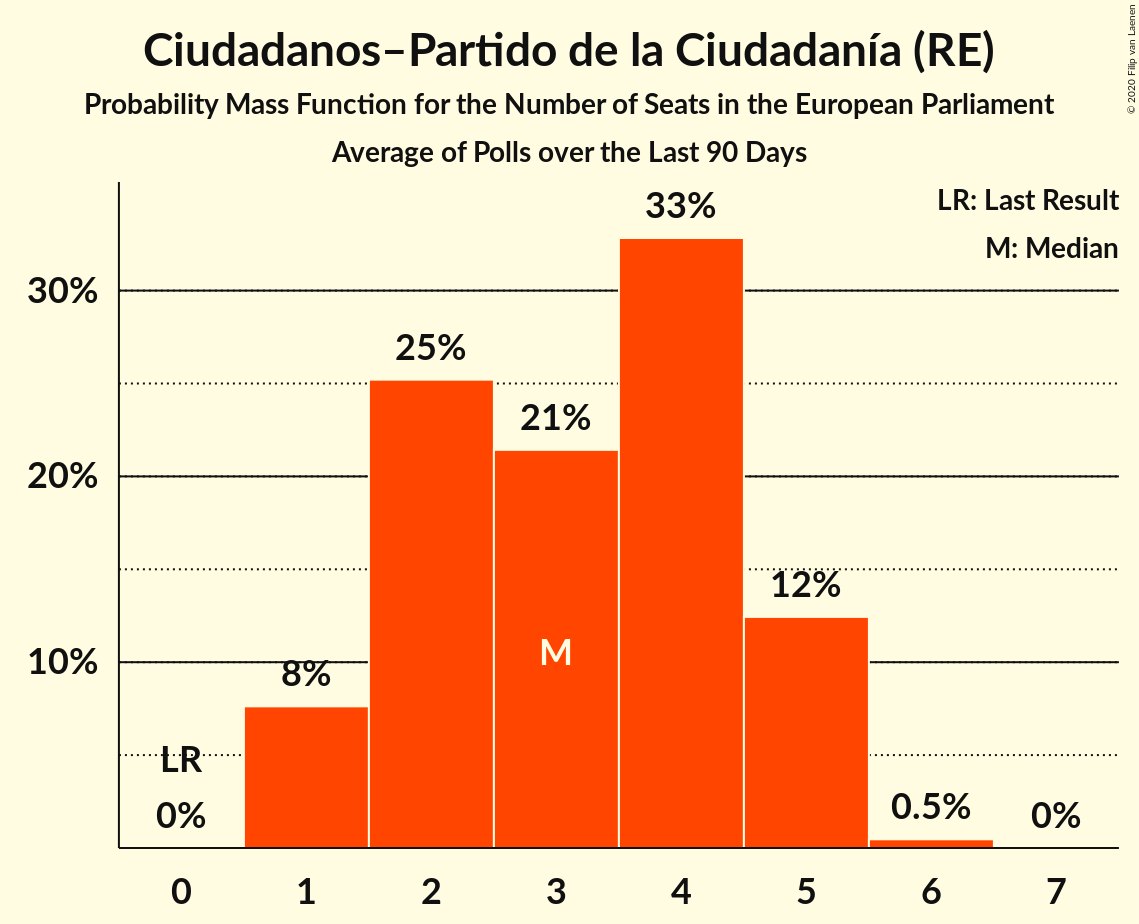 Ciudadanos–Partido de la Ciudadanía (RE)
Probability Mass Function for the Number of Seats in the European Parliament
Average of Polls over the Last 90 Days
© 2020 Filip van Laenen
LR: Last Result
M: Median
33%
30%
25%
21%
20%
12%
10%
8%
M
LR
0%
0.5%
0%
0 1 2 3 4 5 6 7